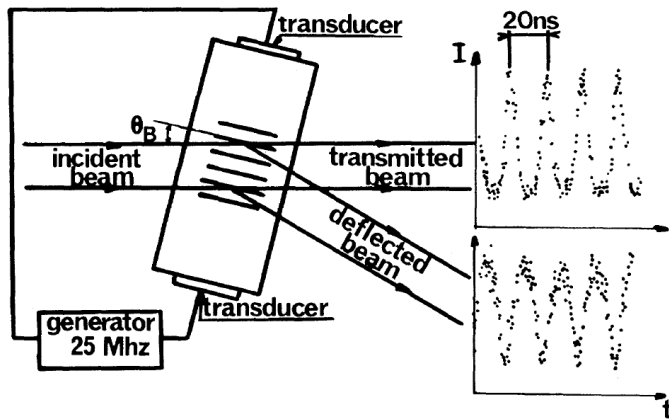 transducer
20ns
I
θB
incident
beam
transmitted
beam
deflected
beam
transducer
generator
25 Mhz
t